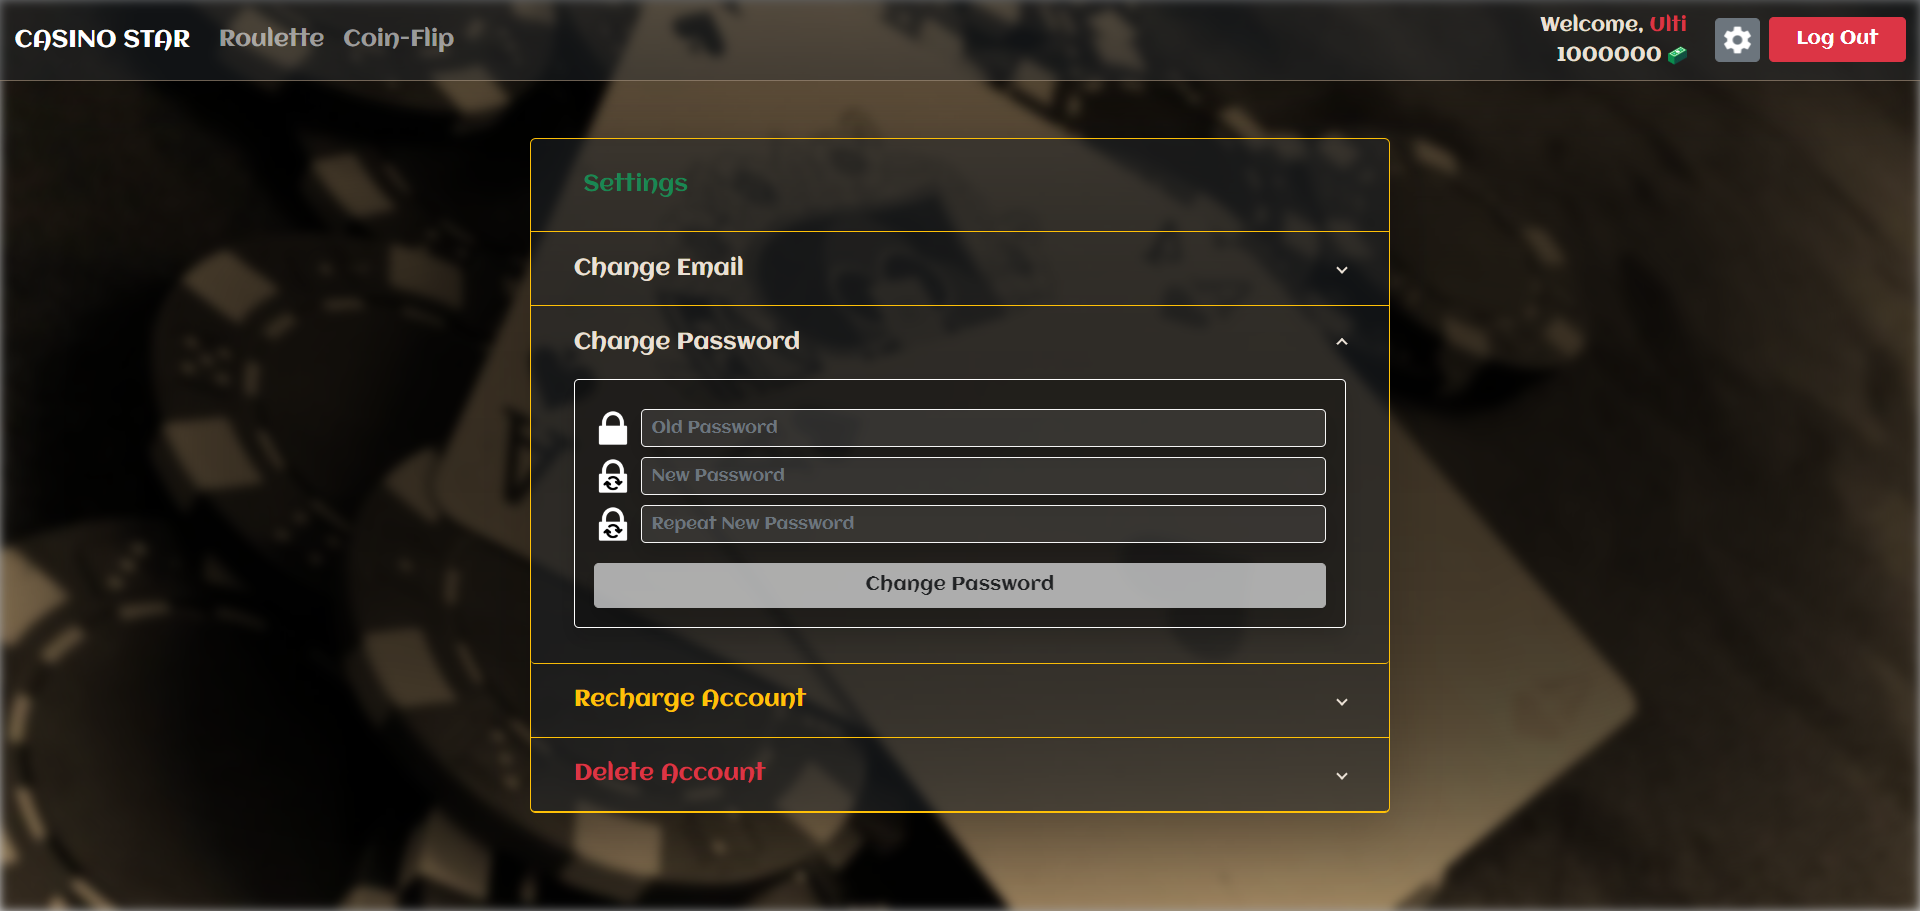 CASINO STAR Roulette Coin-Flip
Welcome, Ulti
1000000
Log Out
Settings
Change Email
Change Password
Old Password
New Password
Repeat New Password
Change Password
Recharge Account
Delete Account